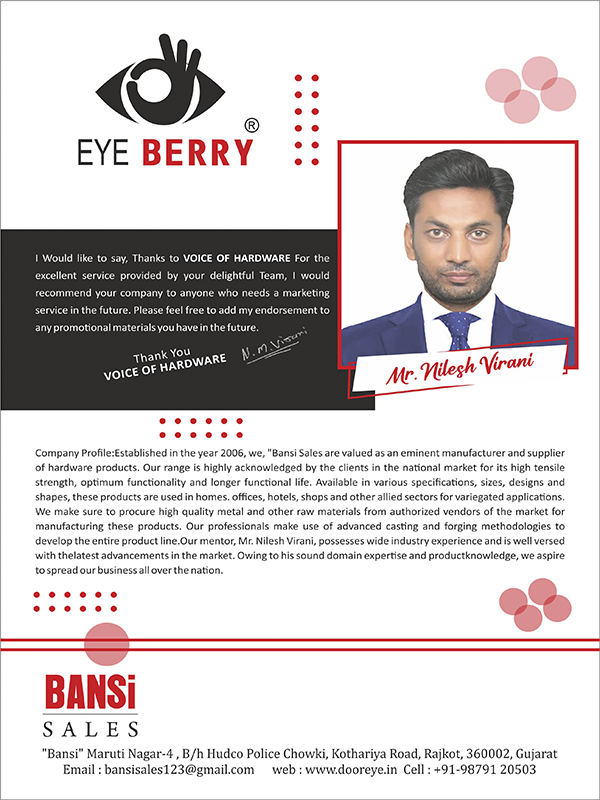 EYE BERRY ®
I Would like to say, Thanks to VOICE OF HARDWARE For the
excellent service provided by your delightful Team, I would
recommend your company to anyone who needs a marketing
service in the future. Please feel free to add my endorsement to
any promotional materials you have in the future.
Thank You
VOICE OF HARDWARE
N.M.Virani
Mr. Nilesh Virani
Company Profile:Established in the year 2006, we, "Bansi Sales are valued as an eminent manufacturer and supplier
of hardware products. Our range is highly acknowledged by the clients in the national market for its high tensile
strength, optimum functionality and longer functional life. Available in various specifications, sizes, designs and
shapes, these products are used in homes. offices, hotels, shops and other allied sectors for variegated applications.
We make sure to procure high quality metal and other raw materials from authorized vendors of the market for
manufacturing these products. Our professionals make use of advanced casting and forging methodologies to
develop the entire product line.Our mentor, Mr. Nilesh Virani, possesses wide industry experience and is well versed
with thelatest advancements in the market. Owing to his sound domain expertise and productknowledge, we aspire
to spread our business all over the nation.
BANSi
SALES
"Bansi" Maruti Nagar-4 , B/h Hudco Police Chowki, Kothariya Road, Rajkot, 360002, Gujarat
Email : bansisales123@gmail.com web : www.dooreye.in Cell : +91-98791 20503